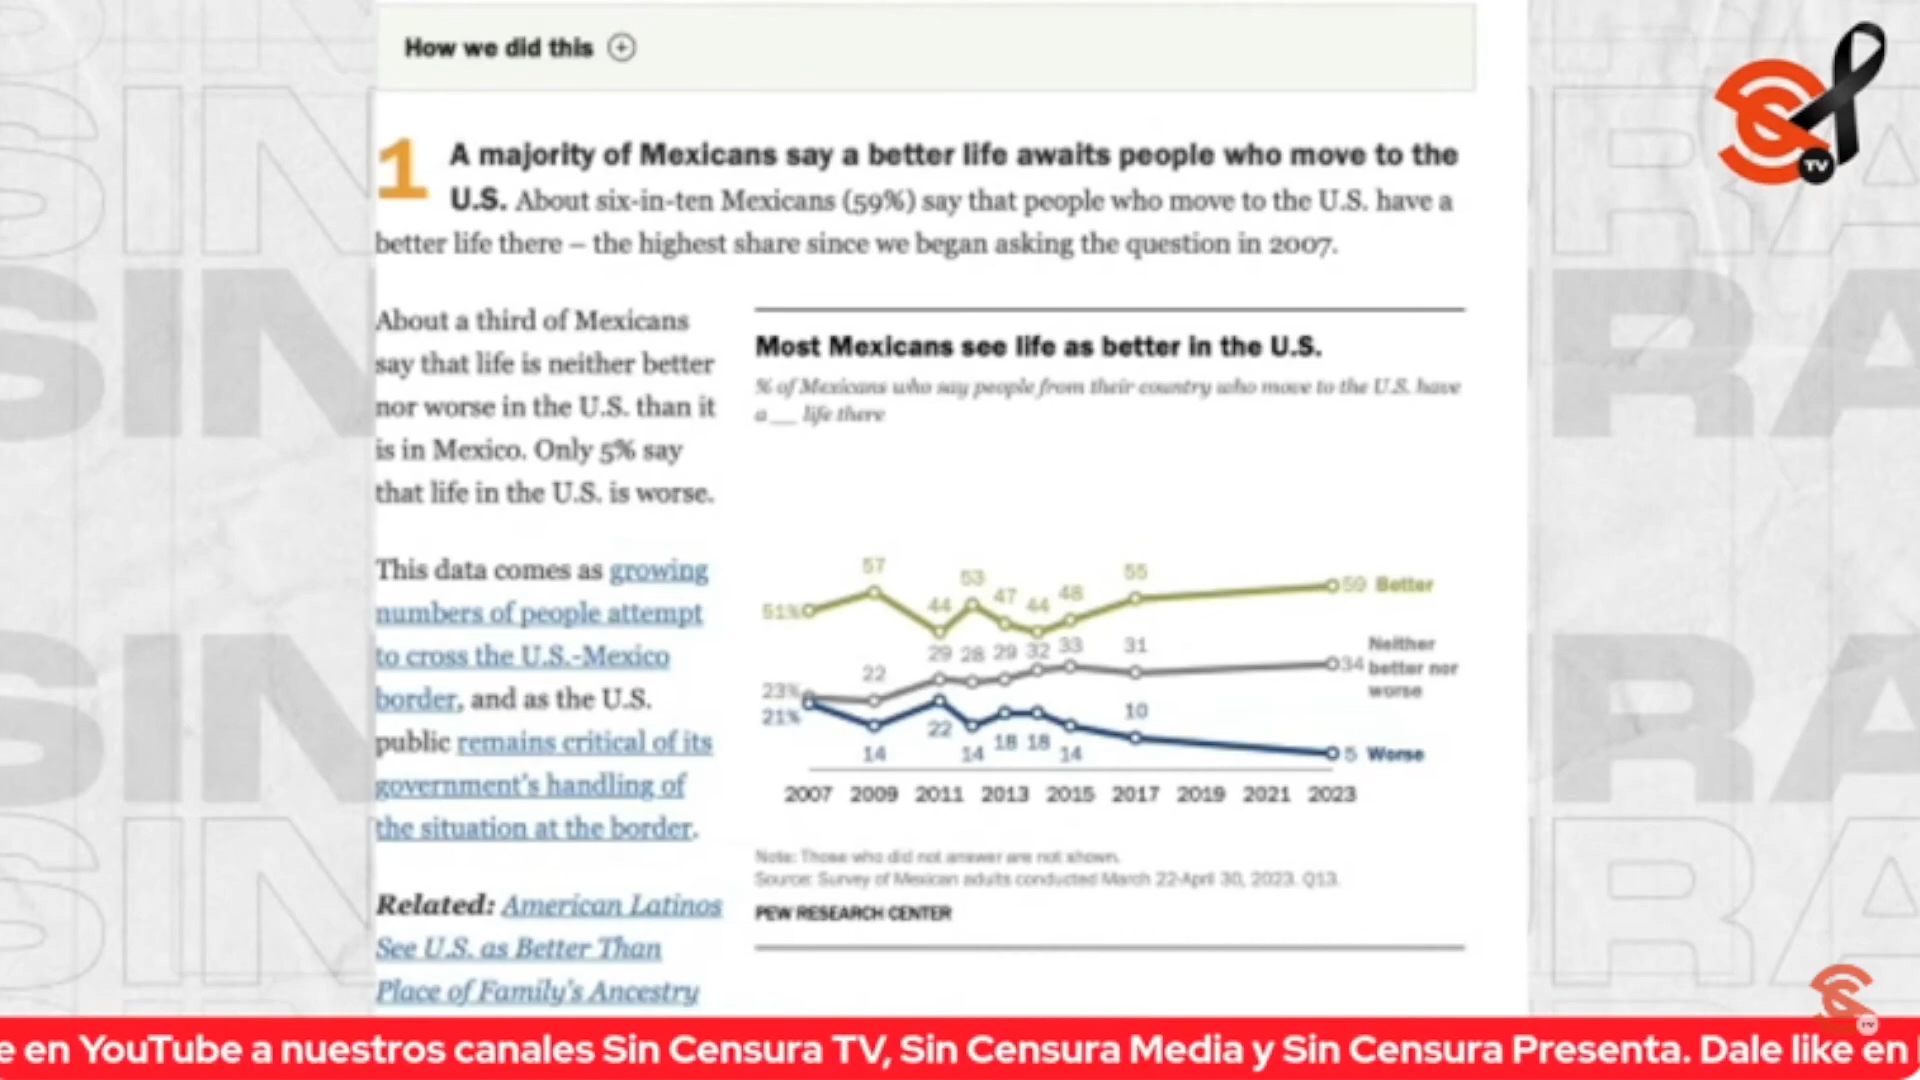 How we did this
1 A majority of Mexicans say a better life awaits people who move to the
U.S. About six-in-ten Mexicans (59%) say that people who move to the U.S. have a
better life there – the highest share since we began asking the question in 2007.
About a third of Mexicans
say that life is neither better
nor worse in the U.S. than it
is in Mexico. Only 5% say
that life in the U.S. is worse.
This data comes as growing
numbers of people attempt
to cross the U.S.-Mexico
border, and as the U.S.
public remains critical of its
government's handling of
the situation at the border.
Related: American Latinos
See U.S. as Better Than
Place of Family's Ancestry
Most Mexicans see life as better in the U.S.
% of Mexicans who say people from their country who move to the U.S. have
a __ life there
51% 57 44 53 47 44 48 55 59 Better
23% 22 29 28 29 32 33 31 34 Neither
better nor
worse
21% 14 22 14 18 18 14 10 5 Worse
2007 2009 2011 2013 2015 2017 2019 2021 2023
Note: Those who did not answer are not shown.
Source: Survey of Mexican adults conducted March 22-April 30, 2023. Q13.
PEW RESEARCH CENTER
SIN
SIN
SIN
SIN
RA
RA
RA
RA
TV
TV
e en YouTube a nuestros canales Sin Censura TV, Sin Censura Media y Sin Censura Presenta. Dale like en